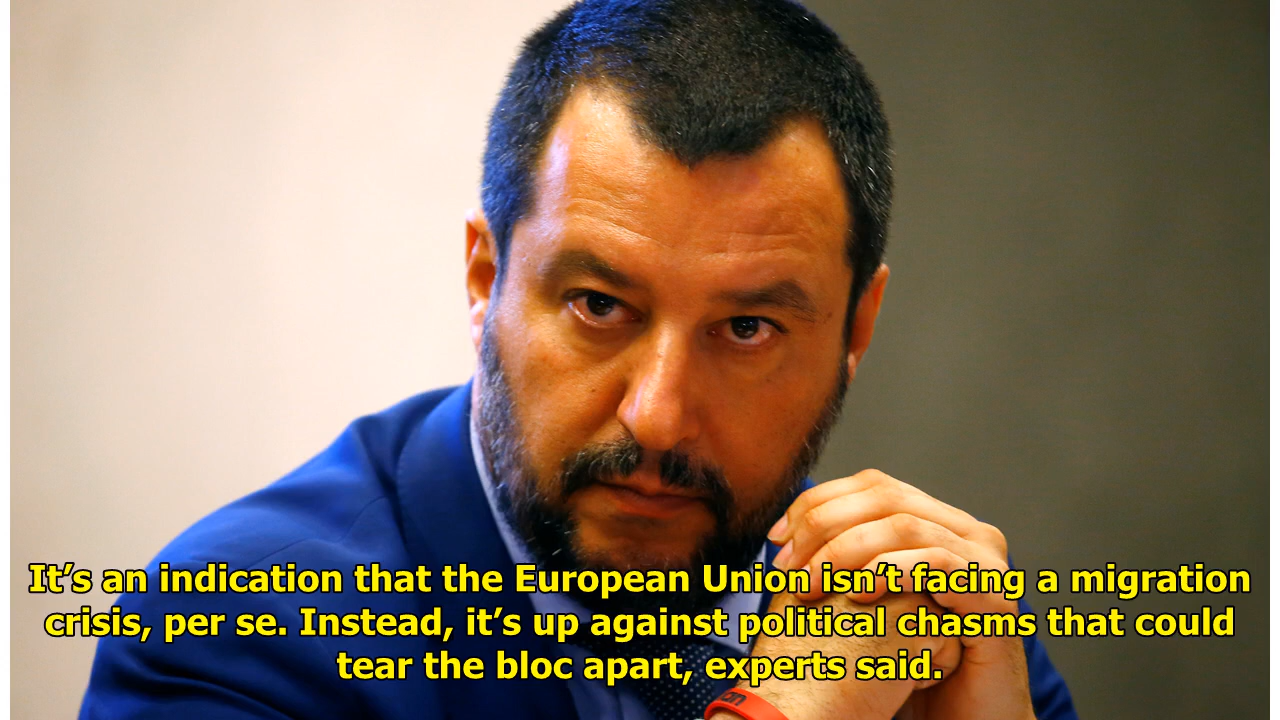 It’s an indication that the European Union isn’t facing a migration
crisis, per se. Instead, it’s up against political chasms that could
tear the bloc apart, experts said.